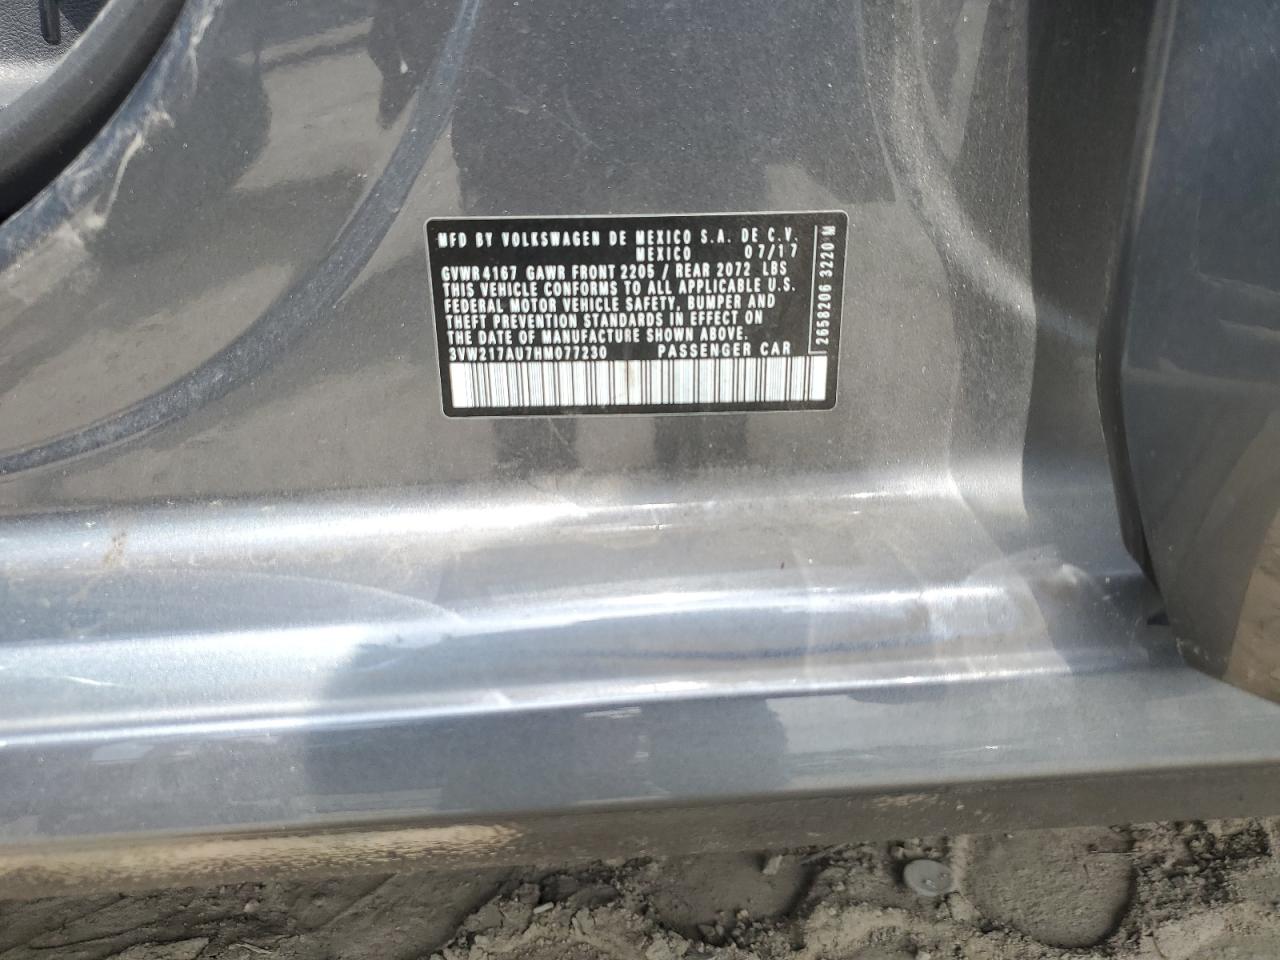 MFD BY VOLKSWAGEN DE MEXICO S.A. DE C.V.
MEXICO 07/17
GVWR 4167 GAWR FRONT 2205 / REAR 2072 LBS
THIS VEHICLE CONFORMS TO ALL APPLICABLE U.S.
FEDERAL MOTOR VEHICLE SAFETY, BUMPER AND
THEFT PREVENTION STANDARDS IN EFFECT ON
THE DATE OF MANUFACTURE SHOWN ABOVE.
3VW217AU7HM077230 PASSENGER CAR
2658206 3220 M